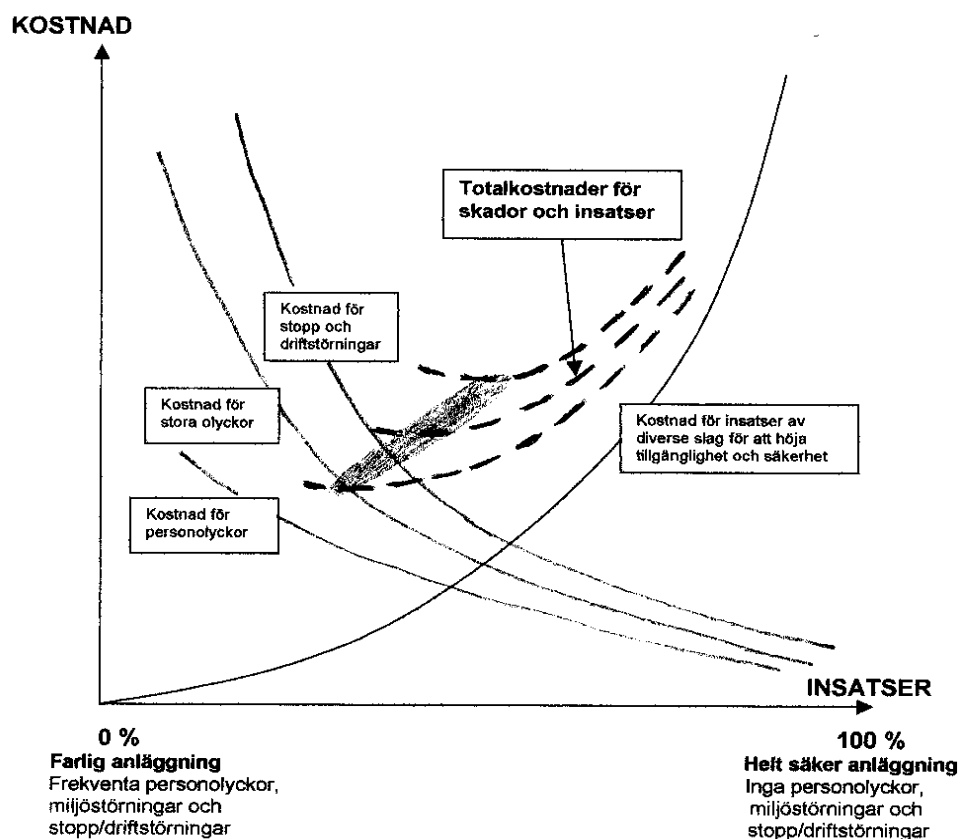 KOSTNAD
Totalkostnader för
skador och insatser
Kostnad för
stopp och
driftstörningar
Kostnad för
stora olyckor
Kostnad för insatser av
diverse slag för att höja
tillgänglighet och säkerhet
Kostnad för
personolyckor
INSATSER
0 %
Farlig anläggning
Frekventa personolyckor,
miljöstörningar och
stopp/driftstörningar
100 %
Helt säker anläggning
Inga personolyckor,
miljöstörningar och
stopp/driftstörningar